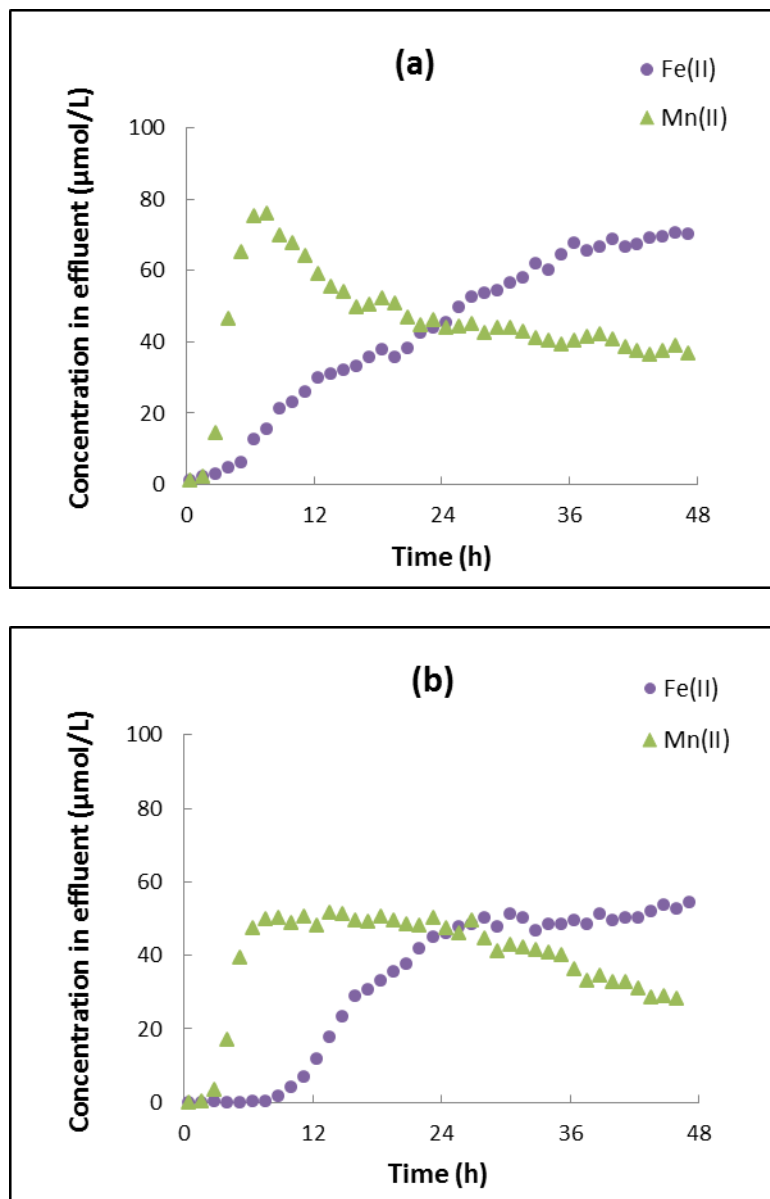 (a)
Fe(II)
Mn(II)
Concentration in effluent (µmol/L)
100
80
60
40
20
0
0 12 24 36 48
Time (h)
(b)
Fe(II)
Mn(II)
Concentration in effluent (µmol/L)
100
80
60
40
20
0
0 12 24 36 48
Time (h)